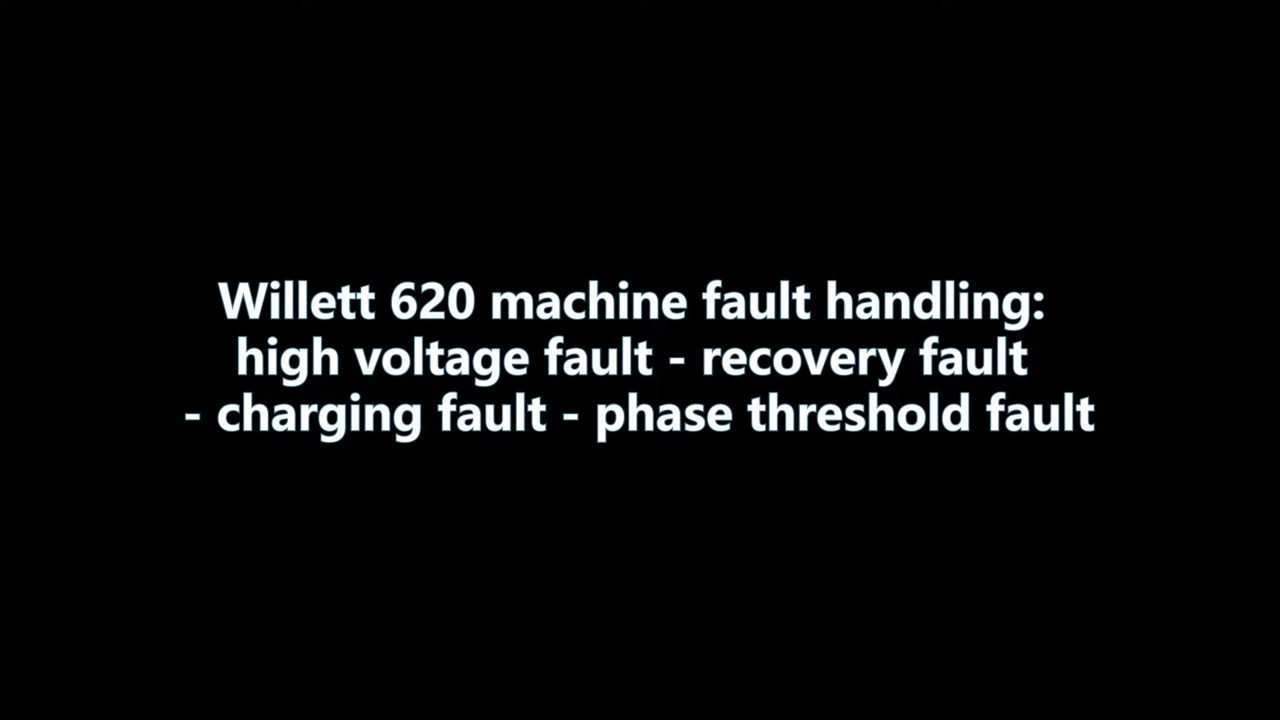 Willett 620 machine fault handling:
high voltage fault - recovery fault
- charging fault - phase threshold fault